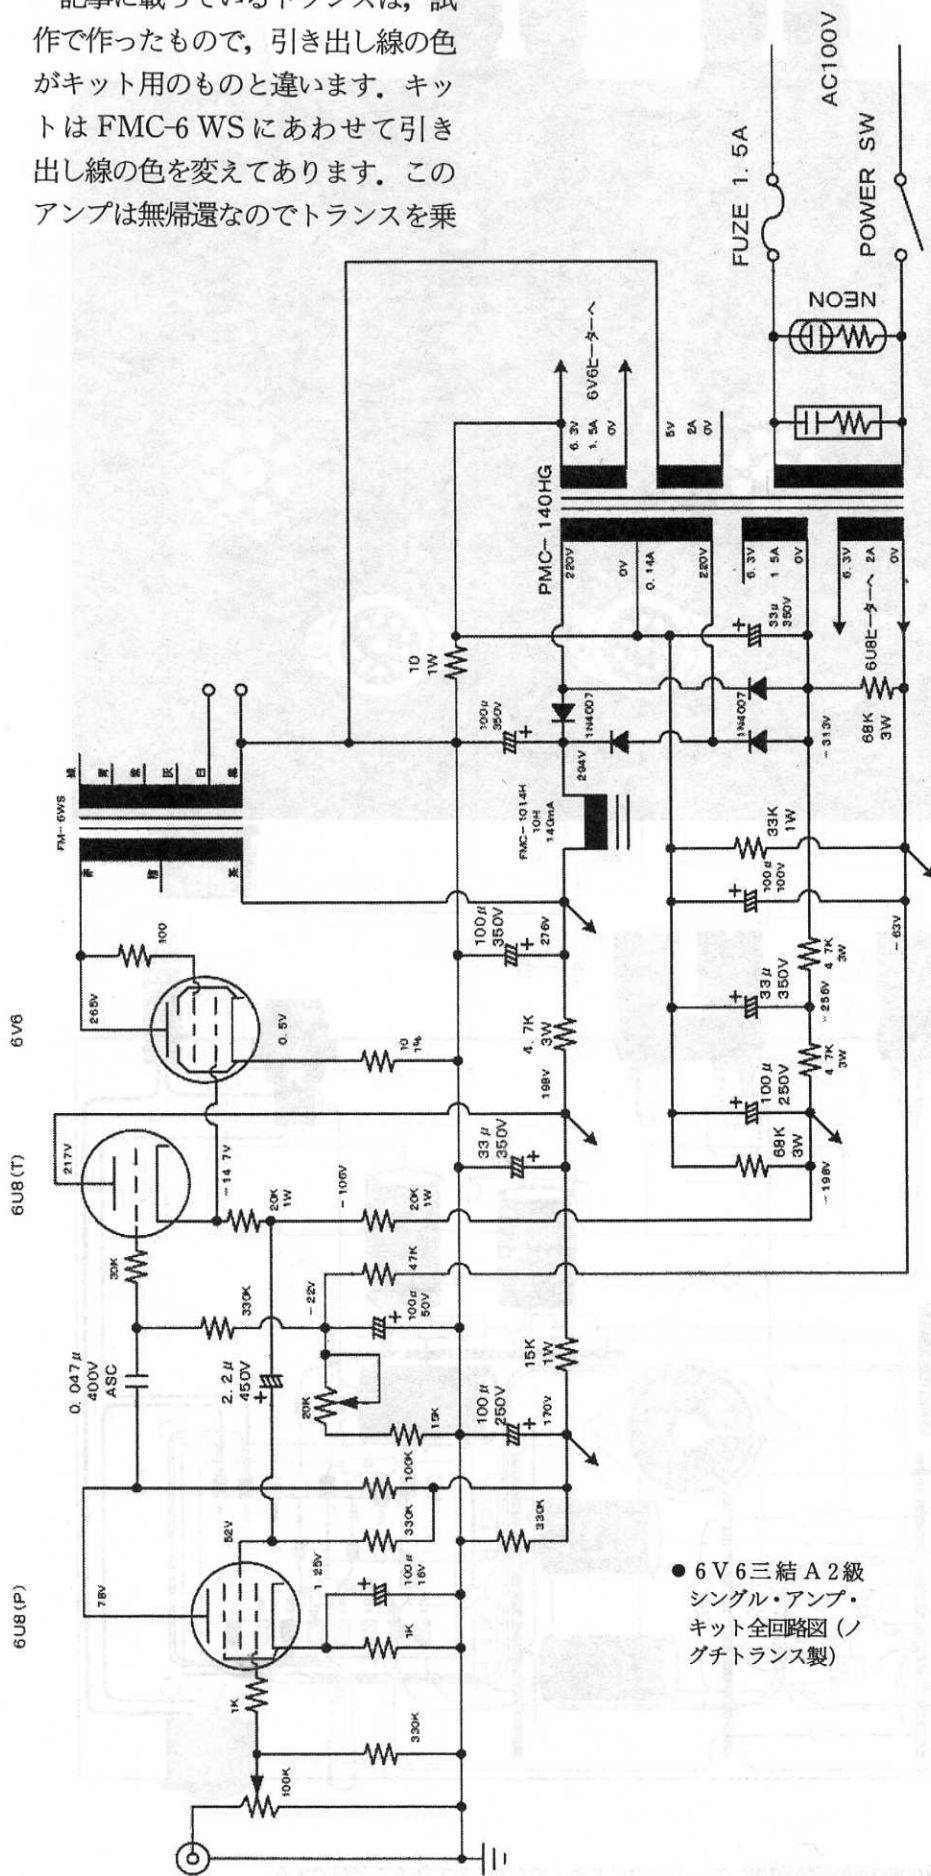 記事に載っているトランスは，試
作で作ったもので，引き出し線の色
がキット用のものと違います．キッ
トは FMC-6 WS にあわせて引き
出し線の色を変えてあります．この
アンプは無帰還なのでトランスを乗
AC100V
FUZE 1. 5A
POWER SW
NEON
6V6ヒーターへ
6. 3V
1. 5A
0V
5V
2A
0V
PMC- 140HG
220V
0V
0. 14A
220V
6. 3V
1 5A
0V
6. 3V
2A
0V
6U8ヒーターへ
33μ
350V
10
1W
100μ
350V
1N4007
1N4007
-313V
68K
3W
294V
FMC-1014H
10H
140mA
FM-6WS
黄
紫
灰
白
黒
赤
茶
33K
1W
100μ
100V
-63V
100
265V
6V6
0. 5V
10
1%
100μ
350V
276V
4. 7K
3W
198V
33μ
350V
4 7K
3W
-256V
33μ
350V
4 7K
3W
100μ
250V
68K
3W
-198V
6U8(T)
217V
-14 7V
20K
1W
-106V
20K
1W
30K
330K
-22V
47K
100μ
50V
0. 047μ
400V
ASC
2. 2μ
450V
20K
15K
15K
1W
100μ
250V
170V
100K
330K
330K
6U8(P)
78V
52V
1 25V
100μ
16V
1K
1K
330K
100K
● 6V6三結A2級
シングル・アンプ・
キット全回路図（ノ
グチトランス製）